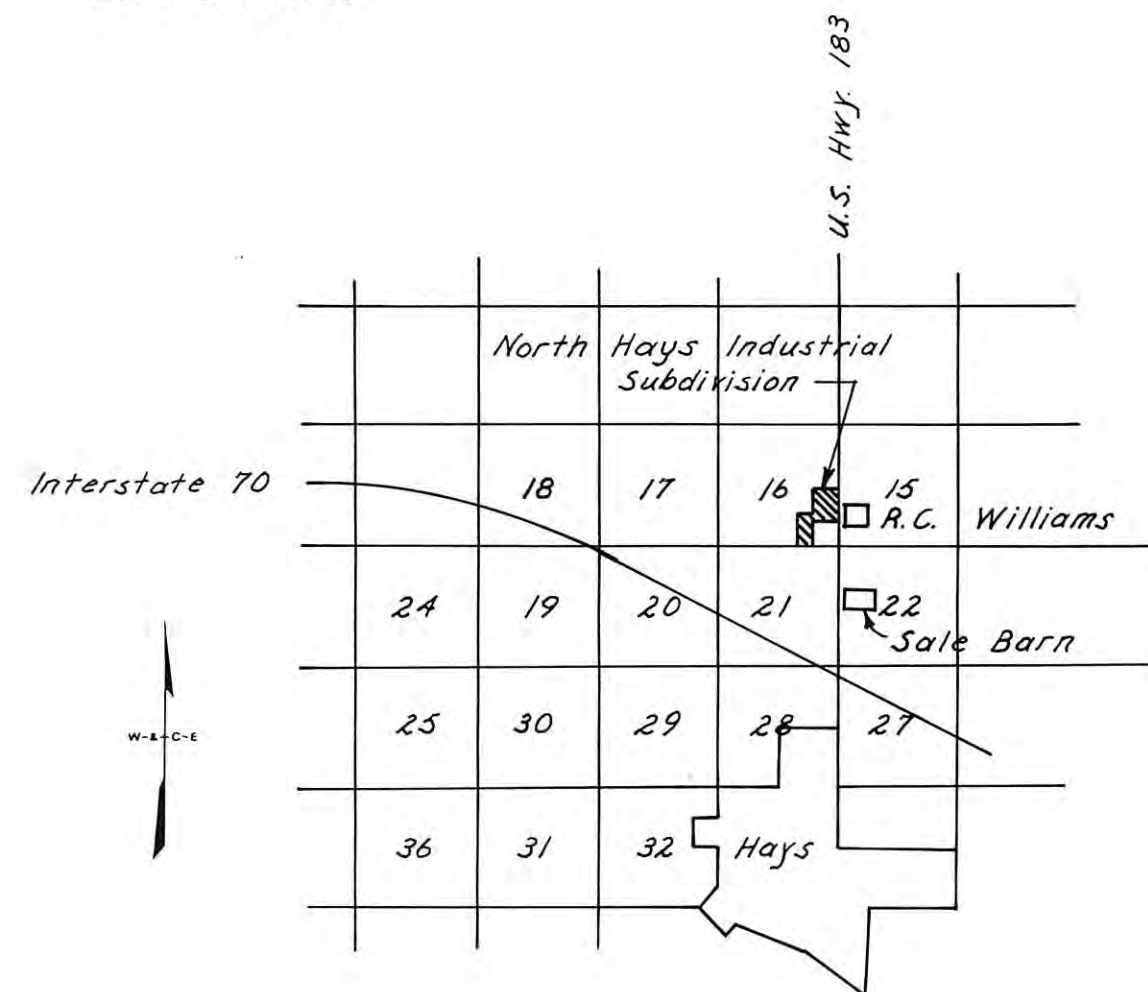 U.S. Hwy. 183
North Hays Industrial
Subdivision
Interstate 70
18 17 16 15
R.C. Williams
24 19 20 21 22
Sale Barn
25 30 29 28 27
W-&-C-E
36 31 32 Hays